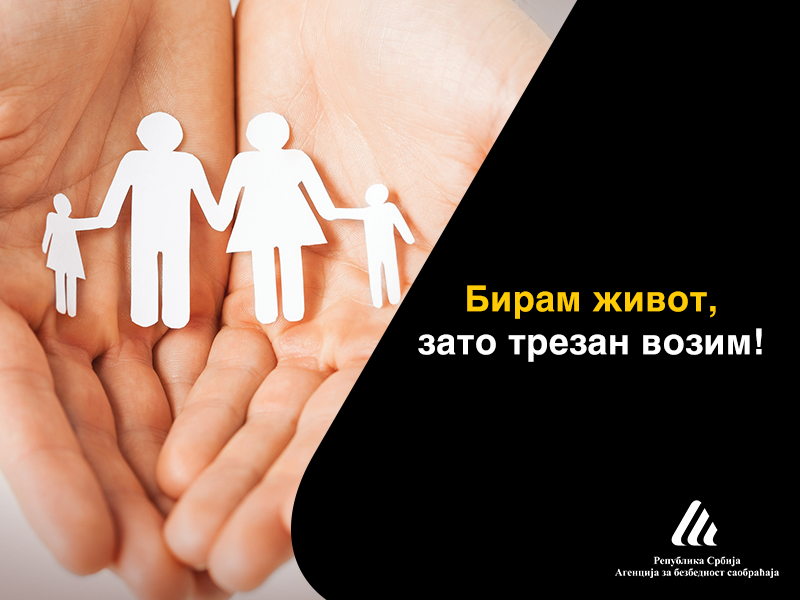 Бирам живот,
зато трезан возим!
Република Србија
Агенција за безбедност саобраћаја